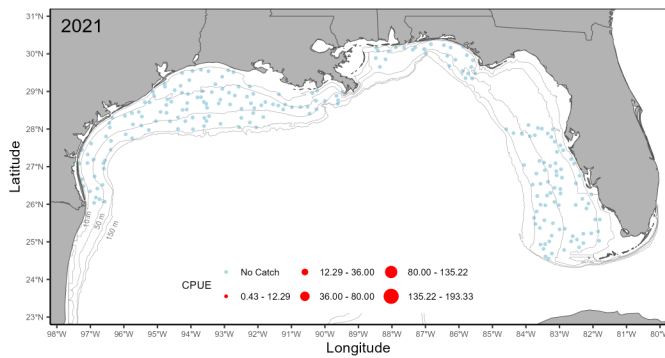 2021
31°N
30°N
29°N
28°N
27°N
26°N
25°N
24°N
23°N
Latitude
10 m
50 m
150 m
No Catch
12.29 - 36.00
80.00 - 135.22
CPUE
0.43 - 12.29
36.00 - 80.00
135.22 - 193.33
98°W 97°W 96°W 95°W 94°W 93°W 92°W 91°W 90°W 89°W 88°W 87°W 86°W 85°W 84°W 83°W 82°W 81°W 80°W
Longitude